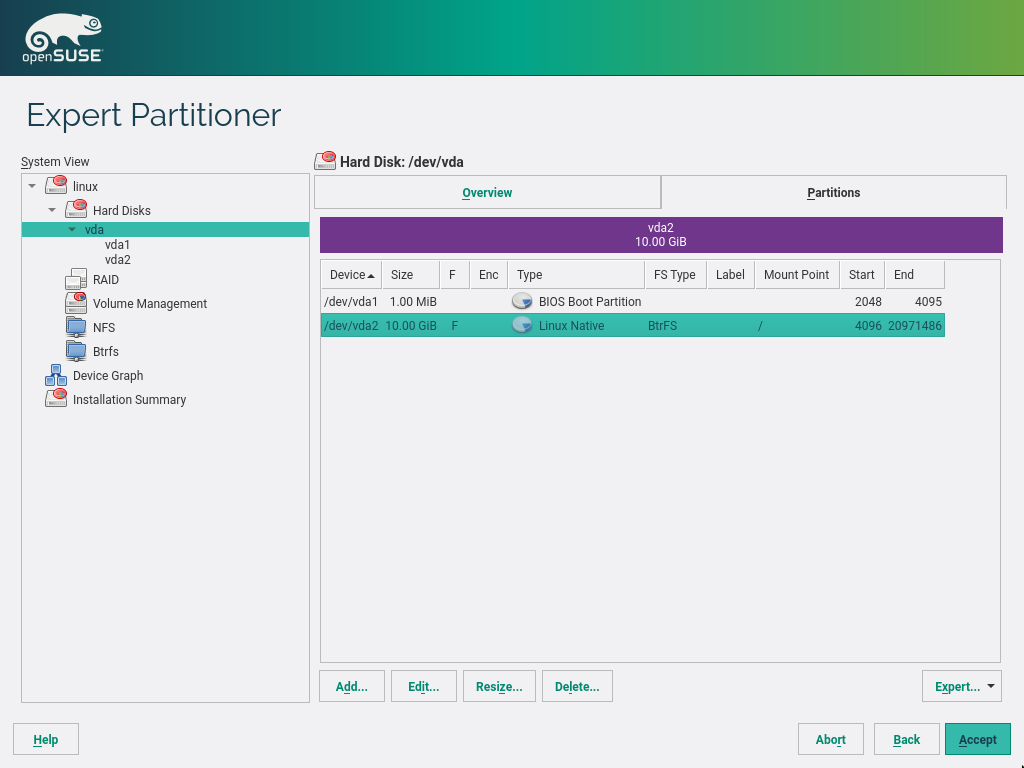 openSUSE
Expert Partitioner
System View
linux
Hard Disks
vda
vda1
vda2
RAID
Volume Management
NFS
Btrfs
Device Graph
Installation Summary
Hard Disk: /dev/vda
Overview Partitions
vda2
10.00 GiB
Device Size F Enc Type FS Type Label Mount Point Start End
/dev/vda1 1.00 MiB BIOS Boot Partition 2048 4095
/dev/vda2 10.00 GiB F Linux Native BtrFS / 4096 20971486
Add... Edit... Resize... Delete... Expert...
Help Abort Back Accept